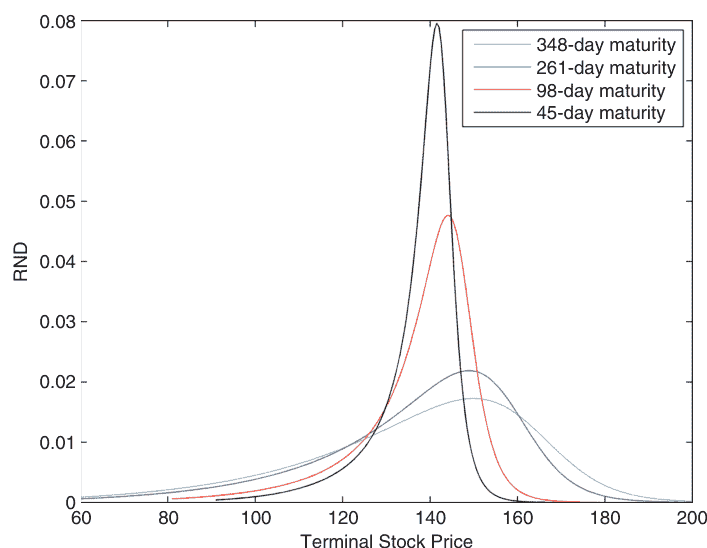 0.08
0.07
0.06
0.05
0.04
0.03
0.02
0.01
0
RND
348-day maturity
261-day maturity
98-day maturity
45-day maturity
60 80 100 120 140 160 180 200
Terminal Stock Price